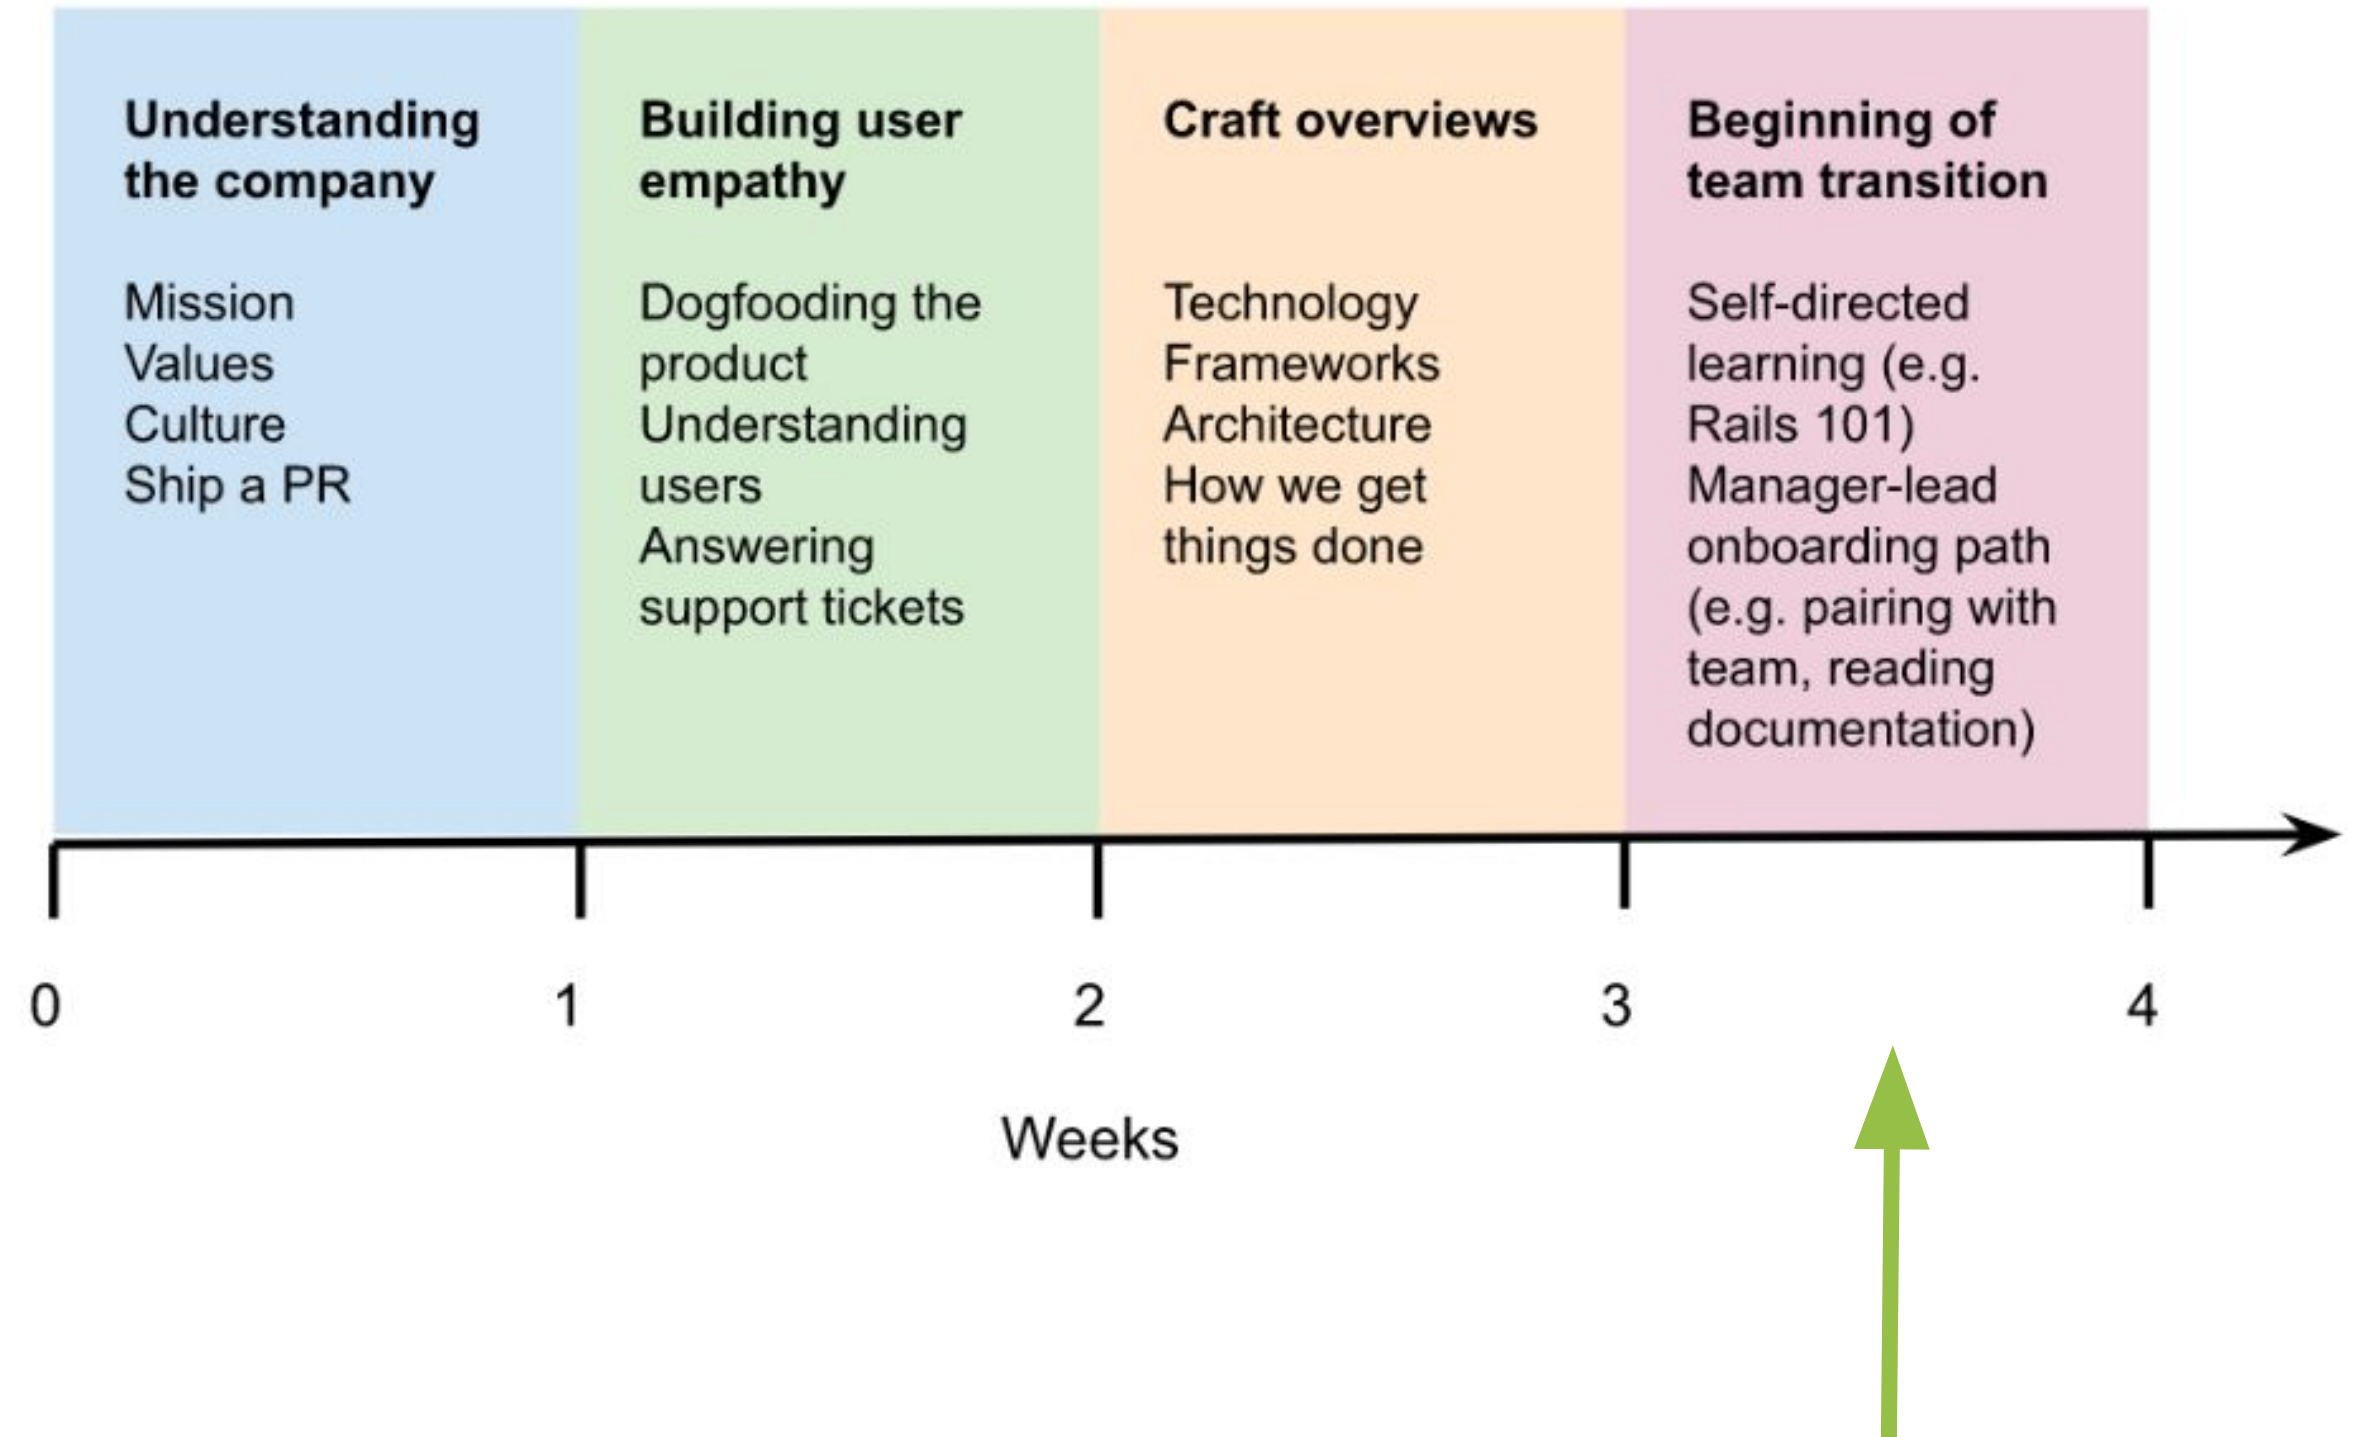 Understanding
the company
Mission
Values
Culture
Ship a PR
Building user
empathy
Dogfooding the
product
Understanding
users
Answering
support tickets
Craft overviews
Technology
Frameworks
Architecture
How we get
things done
Beginning of
team transition
Self-directed
learning (e.g.
Rails 101)
Manager-lead
onboarding path
(e.g. pairing with
team, reading
documentation)
0 1 2 3 4
Weeks